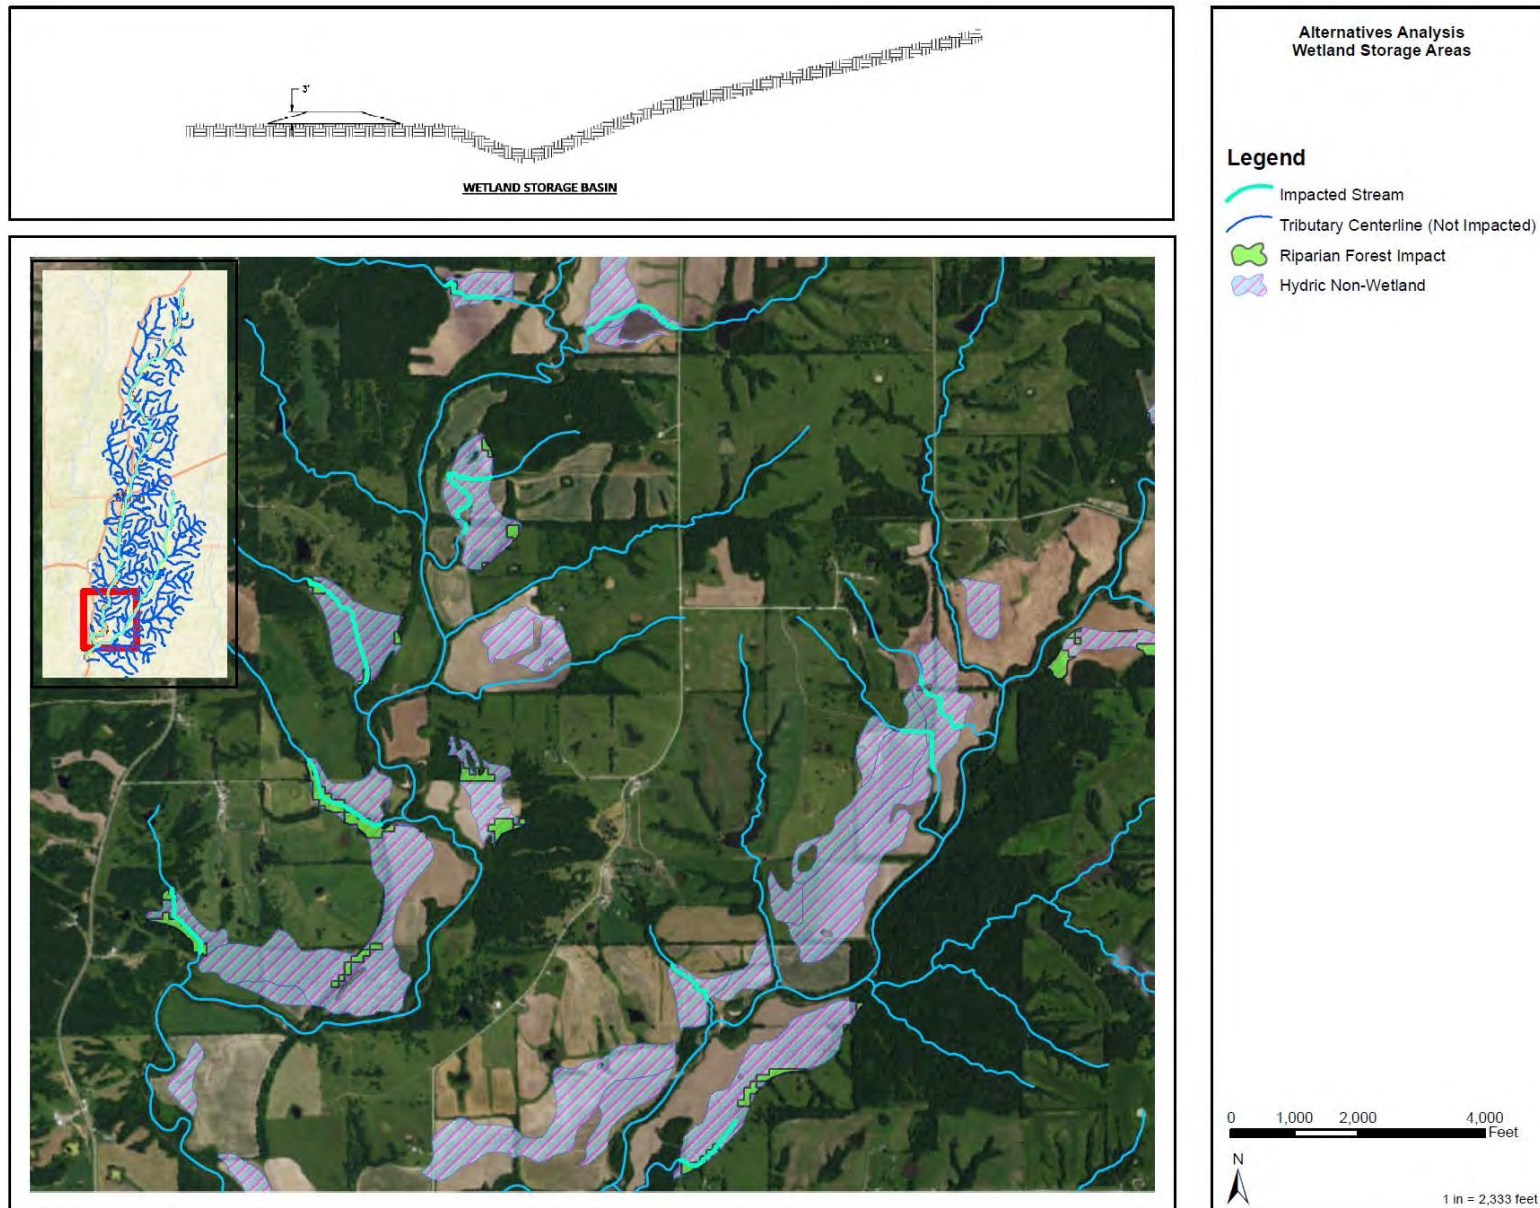 3'
WETLAND STORAGE BASIN
Alternatives Analysis
Wetland Storage Areas
Legend
Impacted Stream
Tributary Centerline (Not Impacted)
Riparian Forest Impact
Hydric Non-Wetland
0 1,000 2,000 4,000
Feet
N
1 in = 2,333 feet